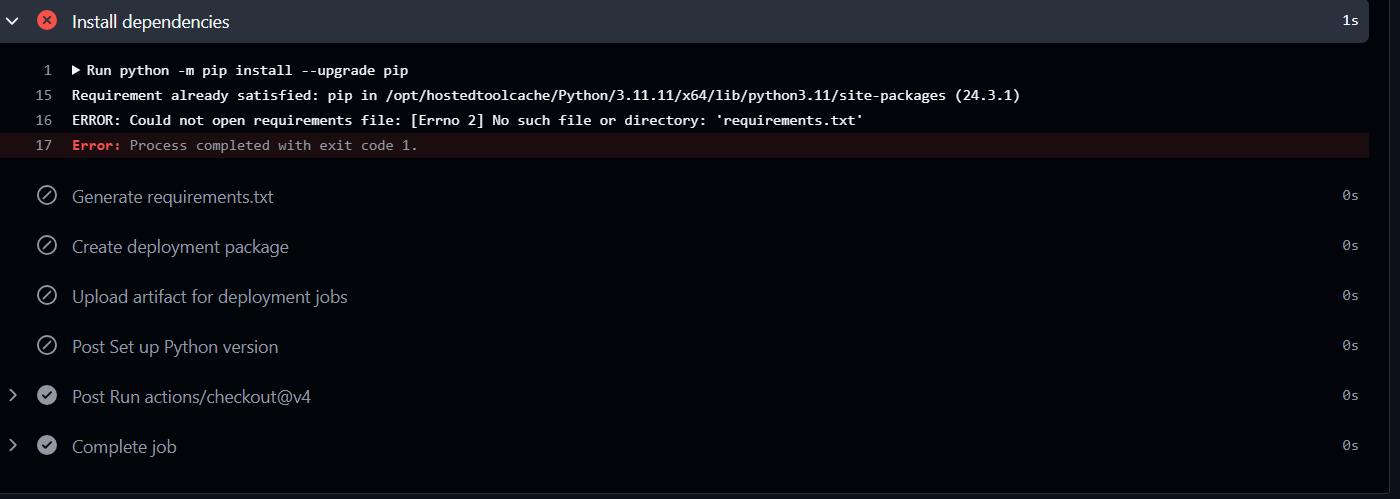 Install dependencies 1s
1 Run python -m pip install --upgrade pip
15 Requirement already satisfied: pip in /opt/hostedtoolcache/Python/3.11.11/x64/lib/python3.11/site-packages (24.3.1)
16 ERROR: Could not open requirements file: [Errno 2] No such file or directory: 'requirements.txt'
17 Error: Process completed with exit code 1.
Generate requirements.txt 0s
Create deployment package 0s
Upload artifact for deployment jobs 0s
Post Set up Python version 0s
Post Run actions/checkout@v4 0s
Complete job 0s